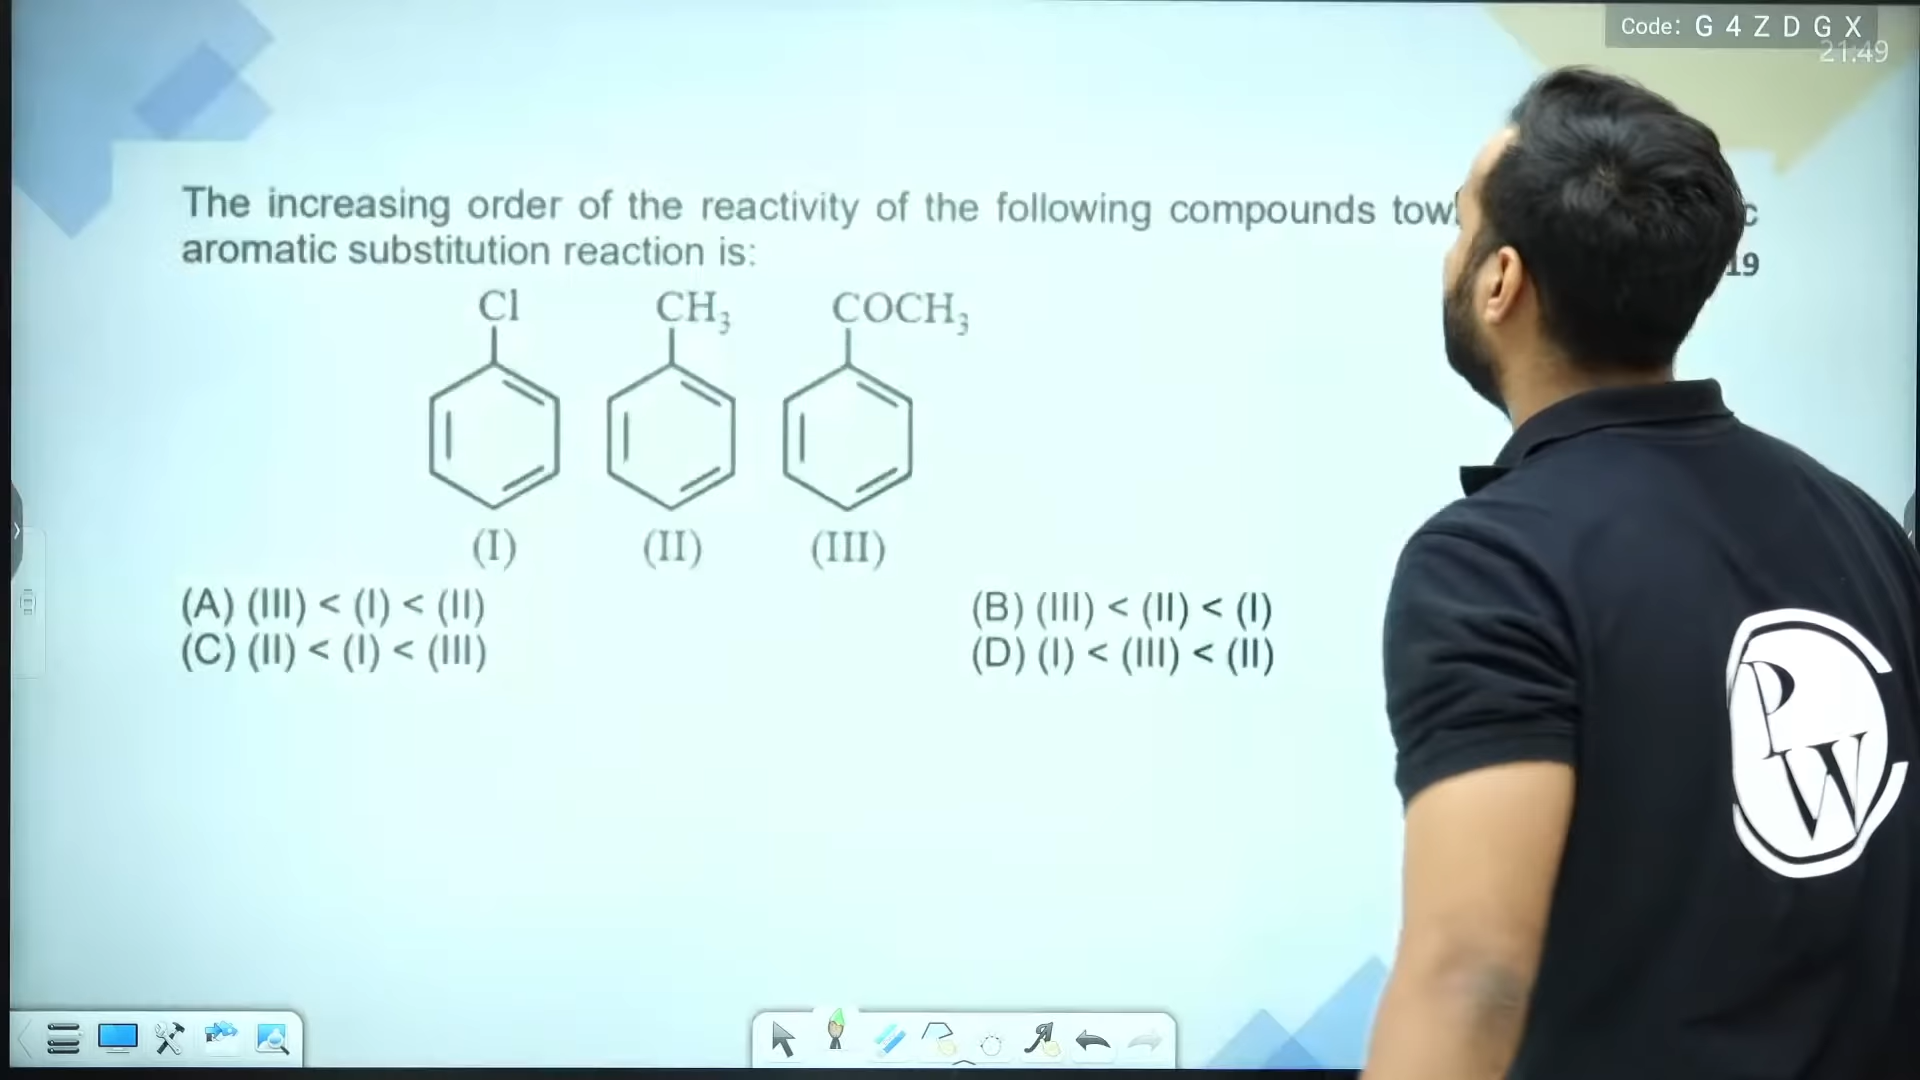 Code: G 4 Z D G X
21:49
The increasing order of the reactivity of the following compounds
aromatic substitution reaction is:
19
Cl CH₃ COCH₃
(I) (II) (III)
(A) (III) < (I) < (II) (B) (III) < (II) < (I)
(C) (II) < (I) < (III) (D) (I) < (III) < (II)
PW